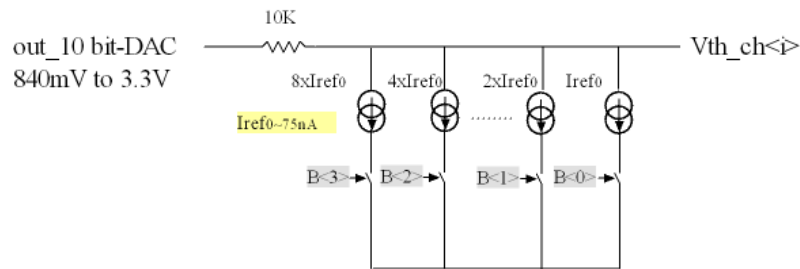 10K
out_10 bit-DAC
Vth_ch<i>
840mV to 3.3V
8xIref0
4xIref0
2xIref0
Iref0
Iref0~75nA
........
B<3>
B<2>
B<1>
B<0>